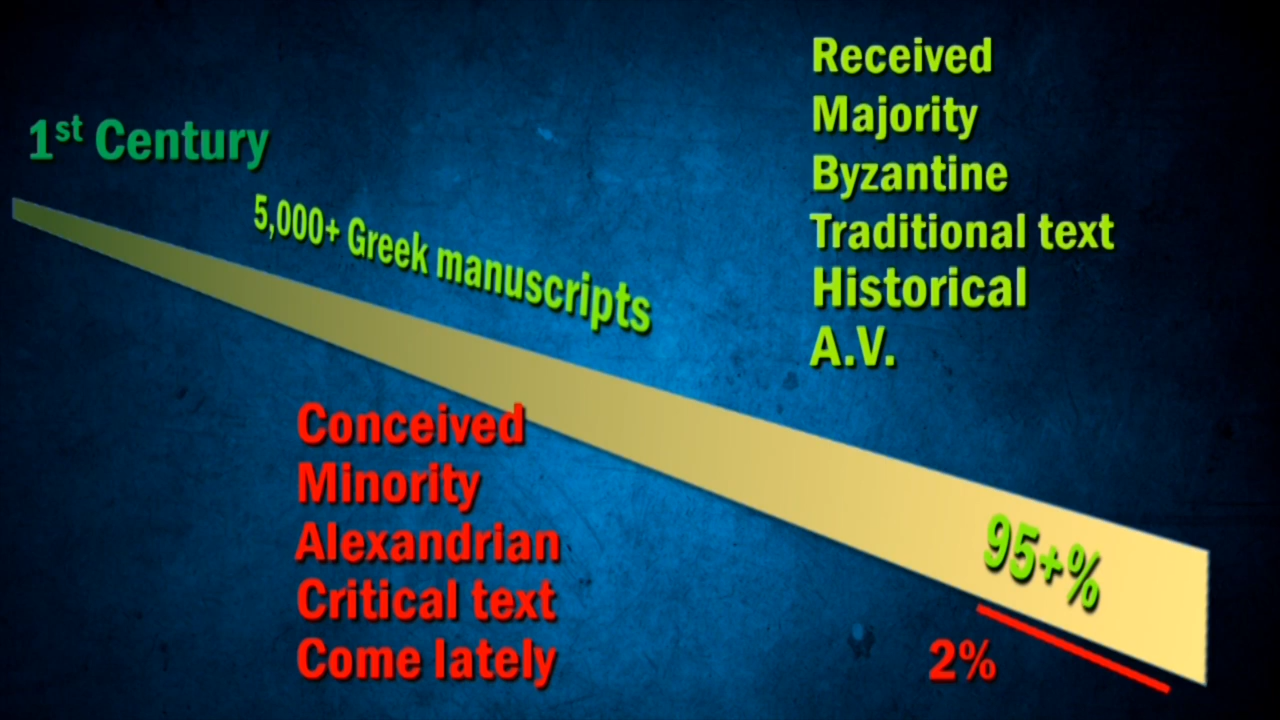 1st Century
5,000+ Greek manuscripts
Received
Majority
Byzantine
Traditional text
Historical
A.V.
Conceived
Minority
Alexandrian
Critical text
Come lately
95+%
2%